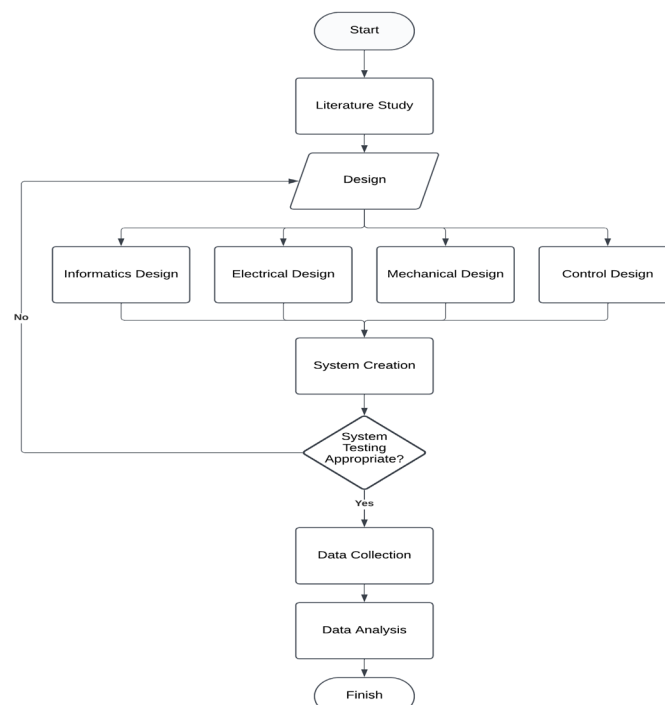 Start
Literature Study
Design
Informatics Design
Electrical Design
Mechanical Design
Control Design
No
System Creation
System
Testing
Appropriate?
Yes
Data Collection
Data Analysis
Finish